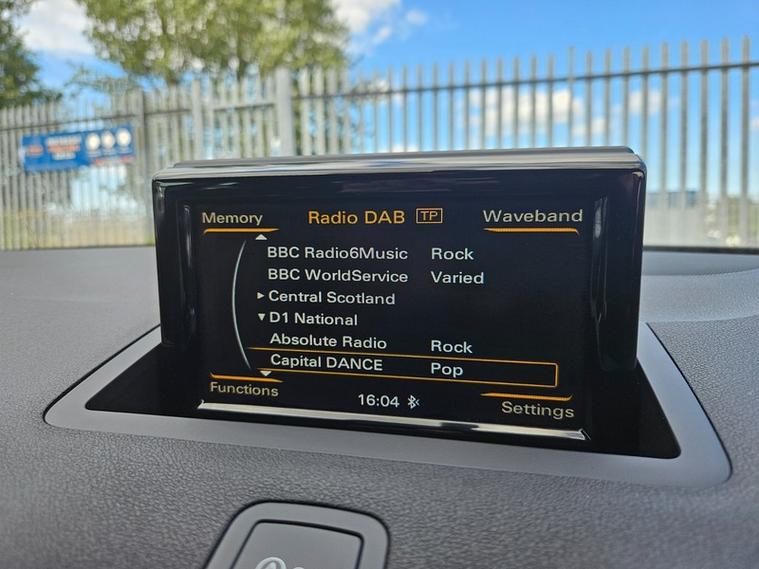 Memory Radio DAB TP Waveband
BBC Radio6Music Rock
BBC WorldService Varied
Central Scotland
D1 National
Absolute Radio Rock
Capital DANCE Pop
Functions 16:04 Settings